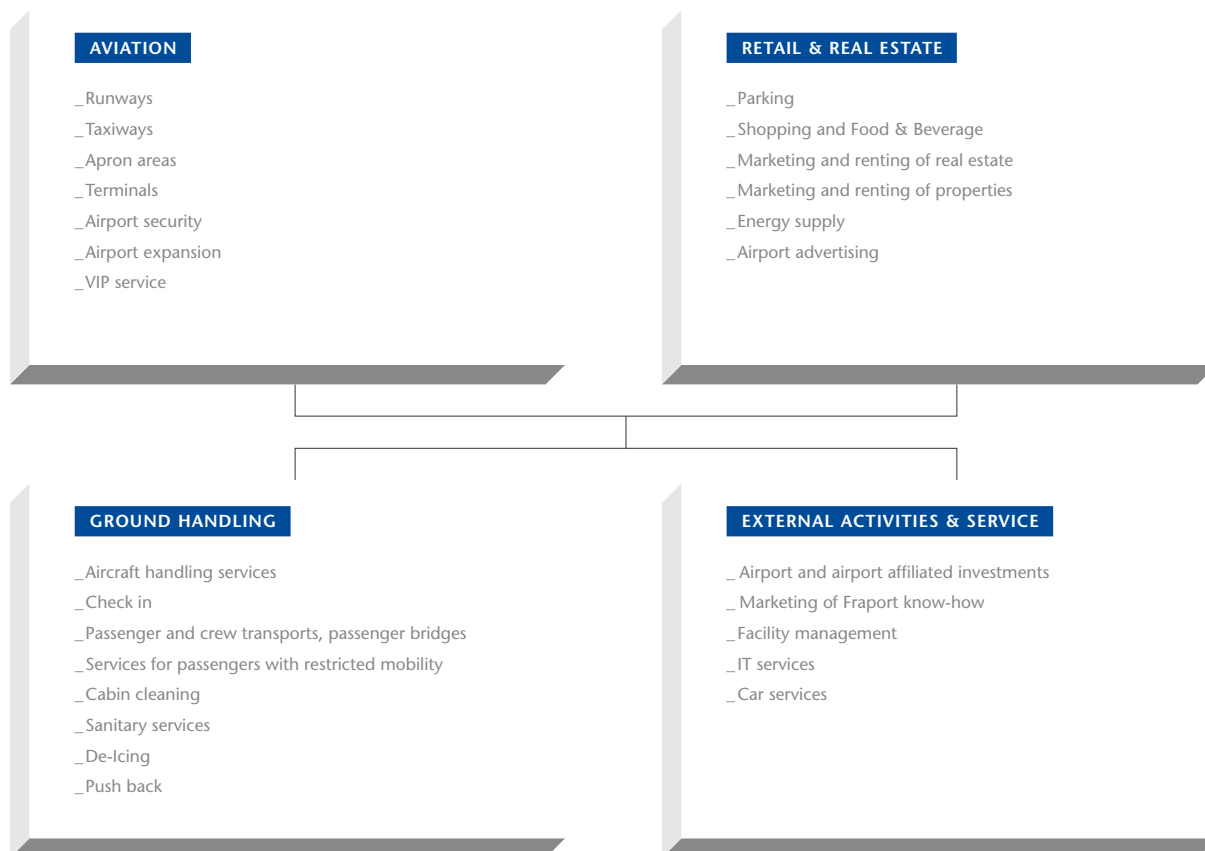 AVIATION
_Runways
_Taxiways
_Apron areas
_Terminals
_Airport security
_Airport expansion
_VIP service
RETAIL & REAL ESTATE
_Parking
_Shopping and Food & Beverage
_Marketing and renting of real estate
_Marketing and renting of properties
_Energy supply
_Airport advertising
GROUND HANDLING
_Aircraft handling services
_Check in
_Passenger and crew transports, passenger bridges
_Services for passengers with restricted mobility
_Cabin cleaning
_Sanitary services
_De-Icing
_Push back
EXTERNAL ACTIVITIES & SERVICE
_ Airport and airport affiliated investments
_ Marketing of Fraport know-how
_Facility management
_IT services
_Car services